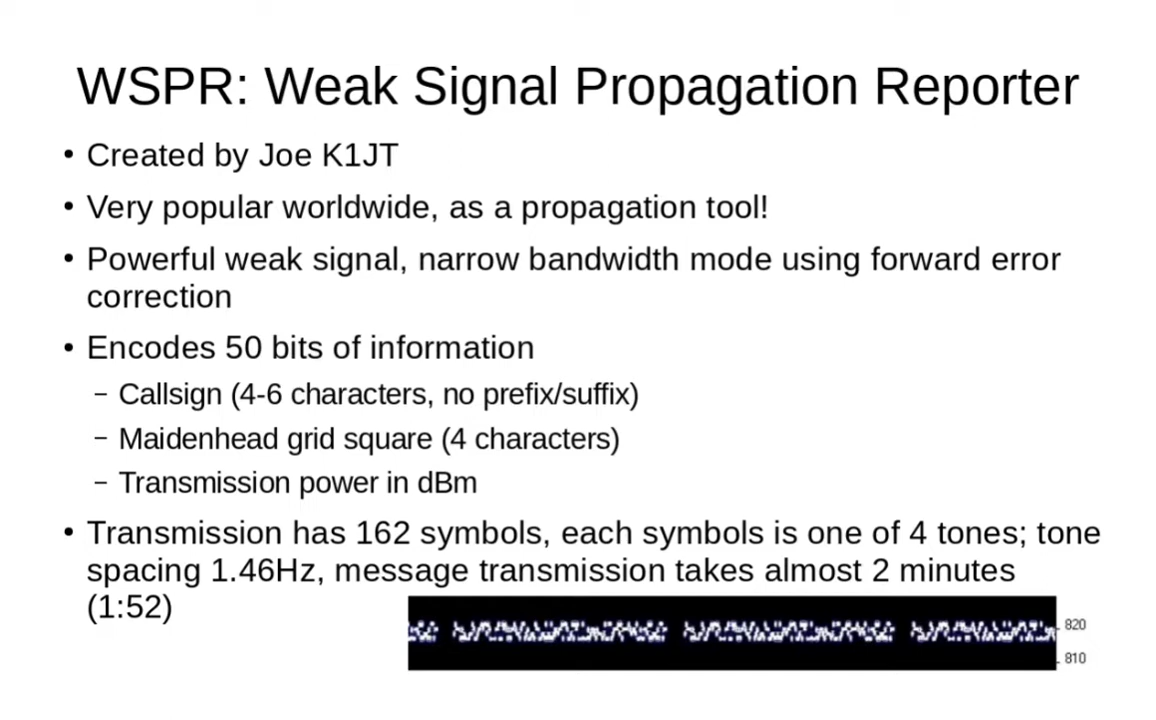 WSPR: Weak Signal Propagation Reporter
• Created by Joe K1JT
• Very popular worldwide, as a propagation tool!
• Powerful weak signal, narrow bandwidth mode using forward error
correction
• Encodes 50 bits of information
– Callsign (4-6 characters, no prefix/suffix)
– Maidenhead grid square (4 characters)
– Transmission power in dBm
• Transmission has 162 symbols, each symbols is one of 4 tones; tone
spacing 1.46Hz, message transmission takes almost 2 minutes
(1:52)
820
810